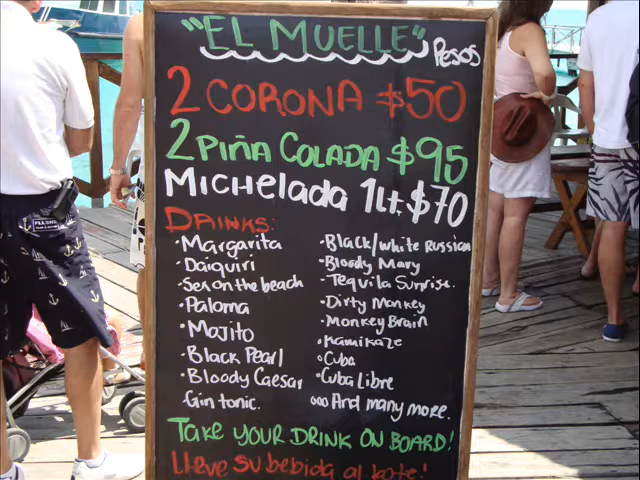 "EL MUELLE"
Pesos
2 CORONA $50
2 PIÑA COLADA $95
MICHELADA 1Lt. $70
DRINKS:
·Margarita
·Daiquiri
·Sex on the beach
·Paloma
·Mojito
·Black Pearl
·Bloody Caesar
Gin tonic.
·Black/white Russian
·Bloody Mary
·Tequila Sunrise.
·Dirty Monkey
·Monkey Brain
·Kamikaze
·Cuba
·Cuba Libre
ooo And many more.
TAKE YOUR DRINK ON BOARD!
Lleve su bebida al bote!